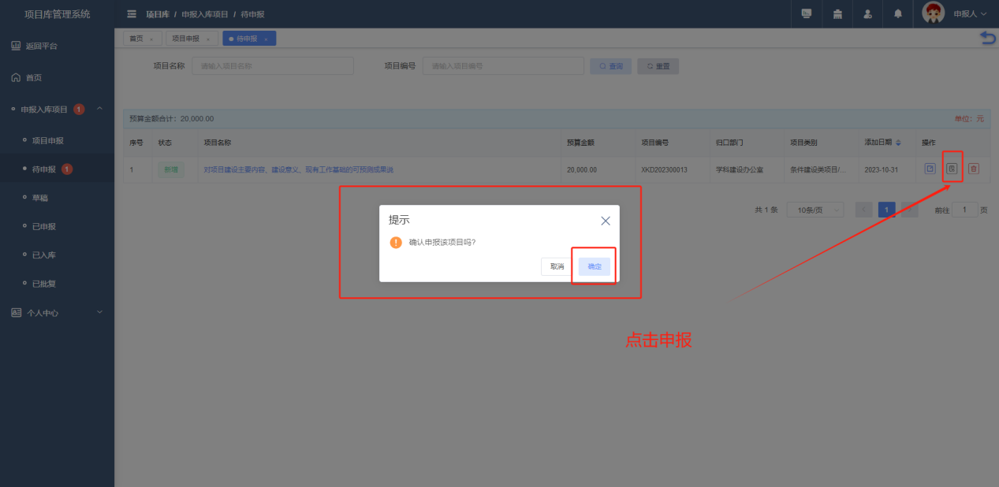 项目库管理系统
项目库 / 申报入库项目 / 待申报
申报人
返回平台
首页
申报入库项目 1
项目申报
待申报 1
草稿
已申报
已入库
已批复
个人中心
首页 ×
项目申报 ×
待申报 ×
项目名称 请输入项目名称 项目编号 请输入项目编号 查询 重置
预算金额合计：20,000.00 单位：元
序号 状态 项目名称 预算金额 项目编号 归口部门 项目类别 添加日期 操作
1 新增 对项目建设主要内容、建设意义、现有工作基础的可预测成果说 20,000.00 XKD202300013 学科建设办公室 条件建设类项目/... 2023-10-31
共 1 条 10条/页 1 前往 1 页
提示
确认申报该项目吗?
取消 确定
点击申报